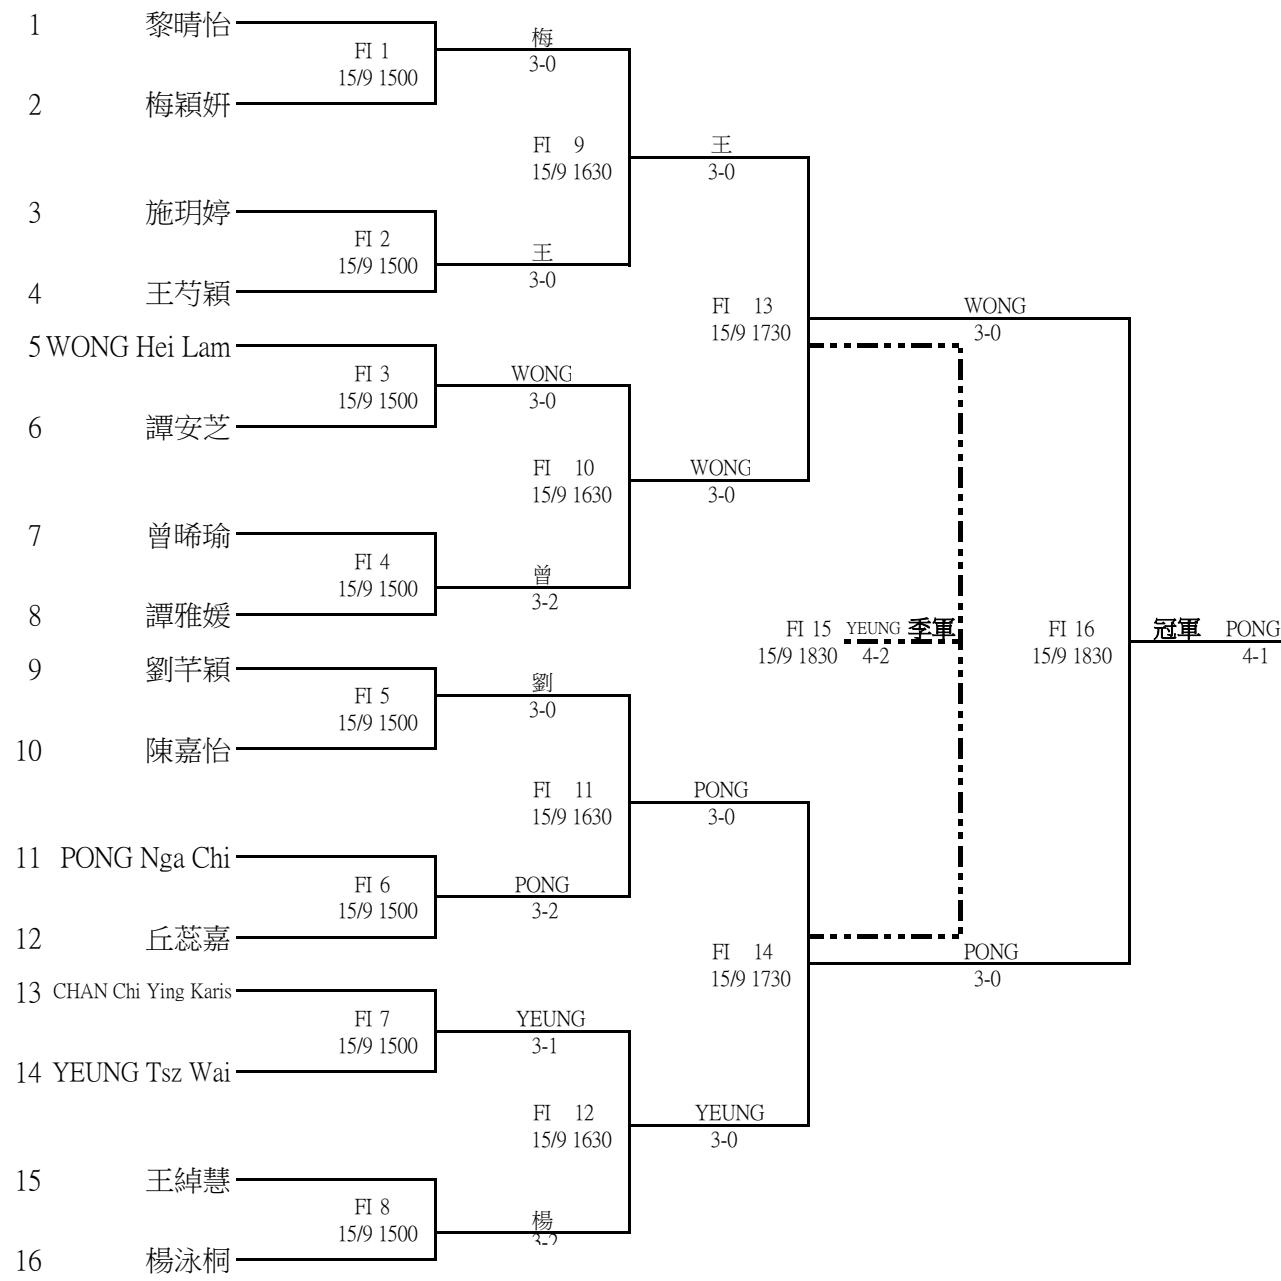 1 黎晴怡
FI 1
15/9 1500
梅
3-0
2 梅穎妍
FI 9
15/9 1630
王
3-0
3 施玥婷
FI 2
15/9 1500
王
3-0
4 王芍穎
FI 13
15/9 1730
WONG
3-0
5 WONG Hei Lam
FI 3
15/9 1500
WONG
3-0
6 譚安芝
FI 10
15/9 1630
WONG
3-0
7 曾晞瑜
FI 4
15/9 1500
曾
3-2
8 譚雅媛
FI 15 YEUNG 季軍
15/9 1830 4-2
FI 16
15/9 1830
冠軍 PONG
4-1
9 劉芊穎
FI 5
15/9 1500
劉
3-0
10 陳嘉怡
FI 11
15/9 1630
PONG
3-0
11 PONG Nga Chi
FI 6
15/9 1500
PONG
3-2
12 丘蕊嘉
FI 14
15/9 1730
PONG
3-0
13 CHAN Chi Ying Karis
FI 7
15/9 1500
YEUNG
3-1
14 YEUNG Tsz Wai
FI 12
15/9 1630
YEUNG
3-0
15 王綽慧
FI 8
15/9 1500
楊
3-2
16 楊泳桐